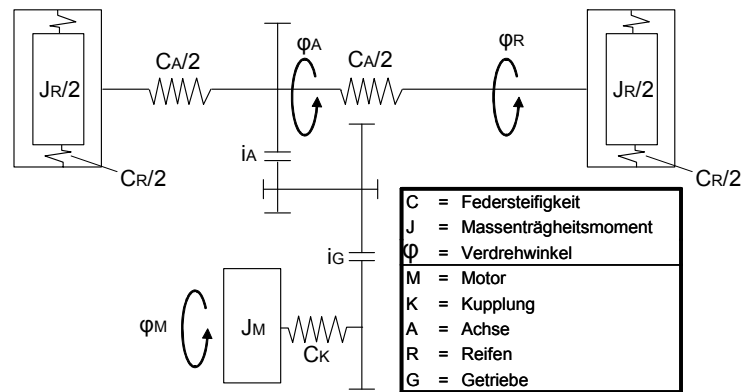 φA
φR
CA/2
CA/2
JR/2
JR/2
iA
CR/2
CR/2
C = Federsteifigkeit
J = Massenträgheitsmoment
φ = Verdrehwinkel
iG
M = Motor
φM
JM
K = Kupplung
CK
A = Achse
R = Reifen
G = Getriebe